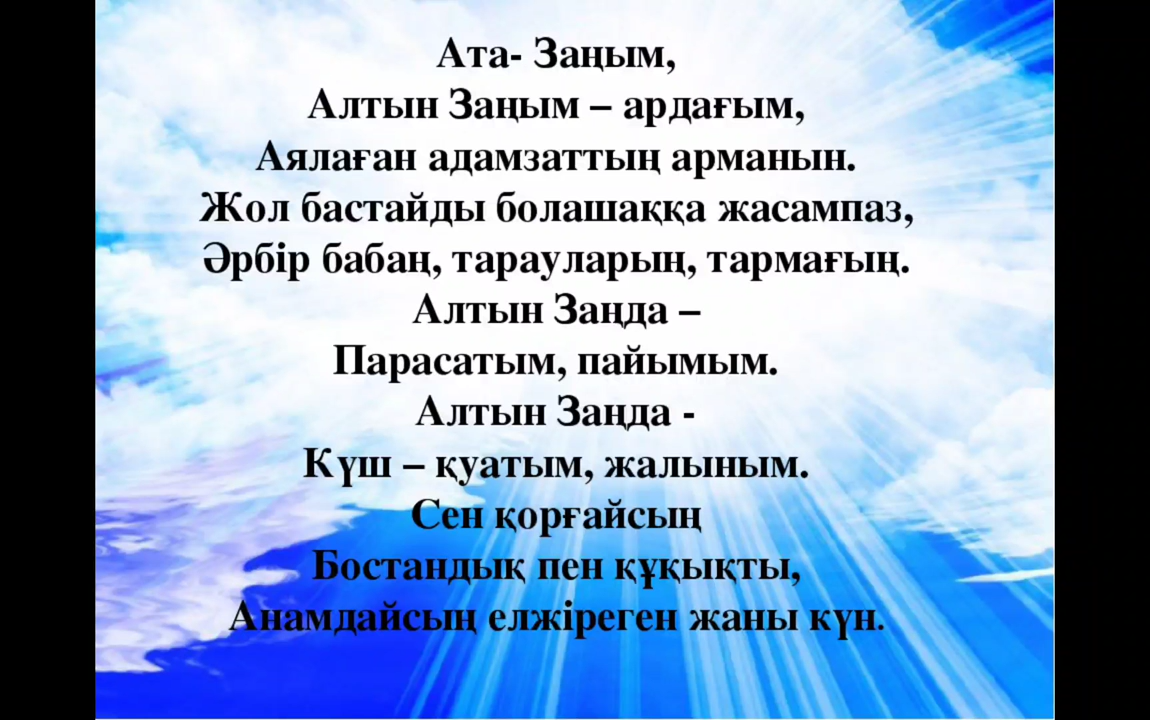 Ата- Заңым,
Алтын Заңым – ардағым,
Аялаған адамзаттың арманын.
Жол бастайды болашаққа жасампаз,
Әрбір бабаң, тарауларың, тармағың.
Алтын Заңда –
Парасатым, пайымым.
Алтын Заңда -
Күш – қуатым, жалыным.
Сен қорғайсың
Бостандық пен құқықты,
Анамдайсың елжіреген жаны күн.